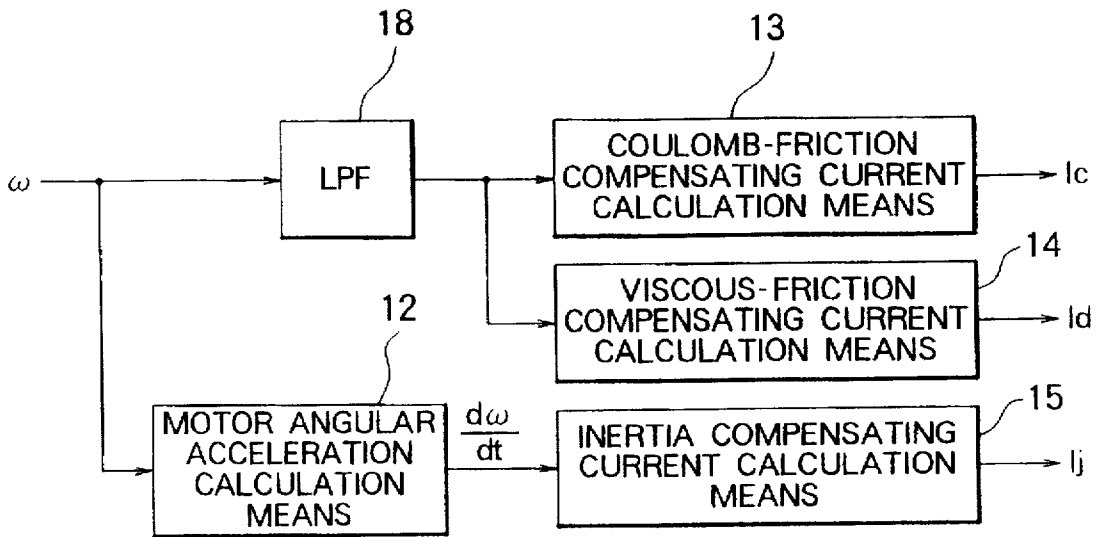 18
13
ω
LPF
COULOMB-FRICTION
COMPENSATING CURRENT
CALCULATION MEANS
Ic
14
VISCOUS-FRICTION
COMPENSATING CURRENT
CALCULATION MEANS
Id
12
MOTOR ANGULAR
ACCELERATION
CALCULATION
MEANS
dω
dt
15
INERTIA COMPENSATING
CURRENT CALCULATION
MEANS
Ij